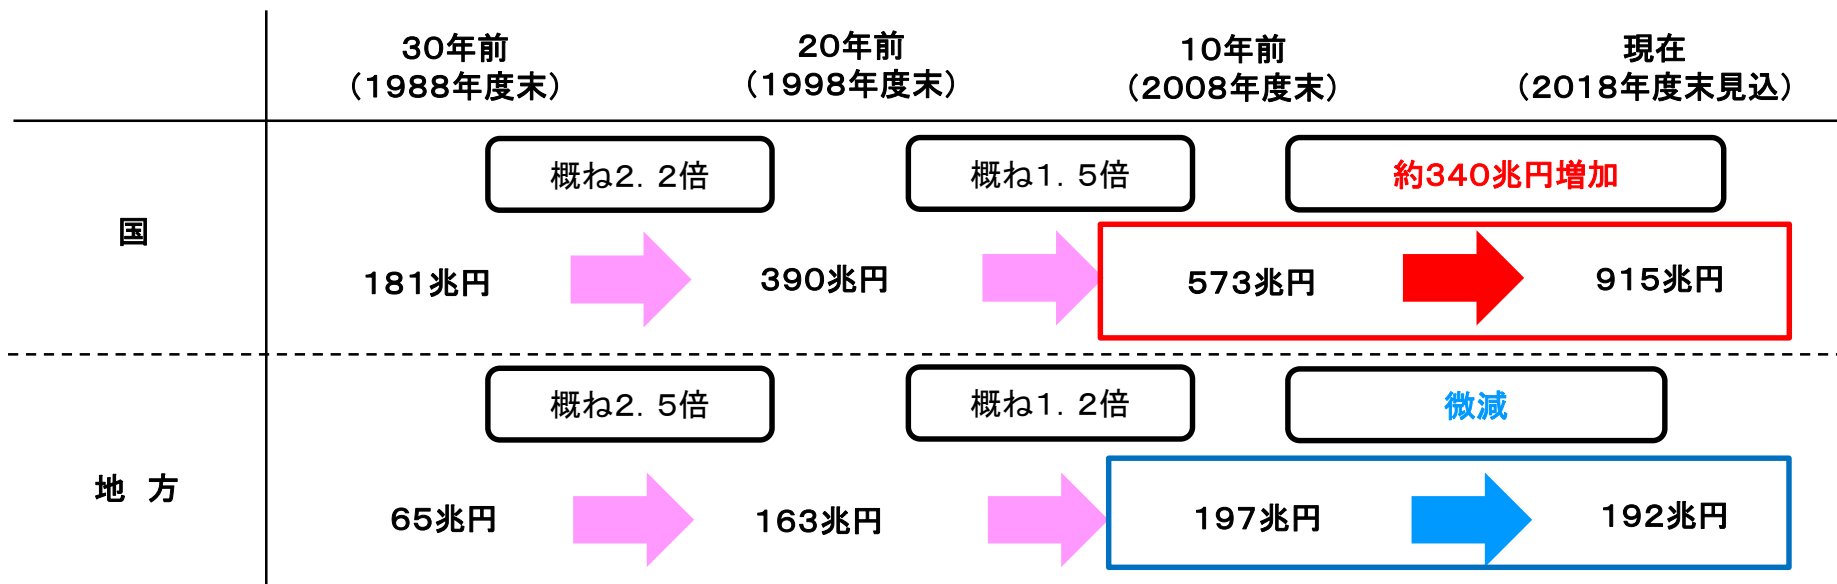 30年前
（1988年度末）
20年前
（1998年度末）
10年前
（2008年度末）
現在
（2018年度末見込）
国
概ね2．2倍
概ね1．5倍
約340兆円増加
181兆円
390兆円
573兆円
915兆円
地　方
概ね2．5倍
概ね1．2倍
微減
65兆円
163兆円
197兆円
192兆円